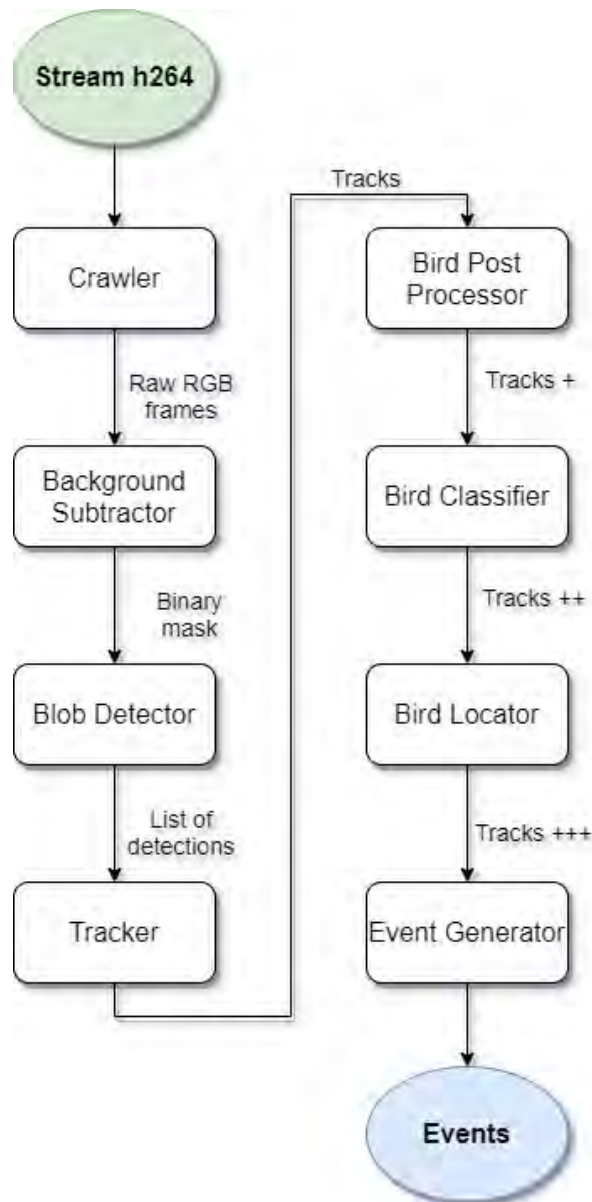 Stream h264
Crawler
Raw RGB
frames
Background
Subtractor
Binary
mask
Blob Detector
List of
detections
Tracker
Tracks
Bird Post
Processor
Tracks +
Bird Classifier
Tracks ++
Bird Locator
Tracks +++
Event Generator
Events